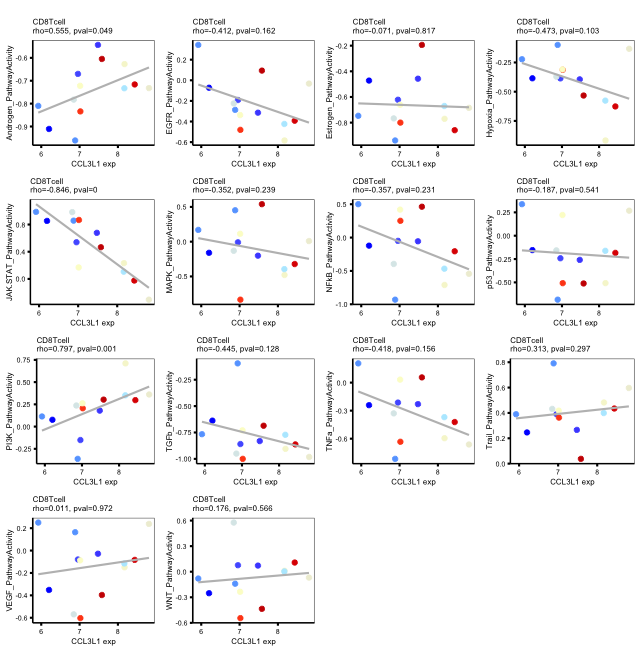 CD8Tcell
rho=0.555, pval=0.049
-0.6
-0.7
-0.8
-0.9
Androgen_PathwayActivity
6
7
8
CCL3L1 exp
CD8Tcell
rho=-0.412, pval=0.162
0.2
0.0
-0.2
-0.4
-0.6
EGFR_PathwayActivity
6
7
8
CCL3L1 exp
CD8Tcell
rho=-0.071, pval=0.817
-0.2
-0.4
-0.6
-0.8
Estrogen_PathwayActivity
6
7
8
CCL3L1 exp
CD8Tcell
rho=-0.473, pval=0.103
-0.25
-0.50
-0.75
Hypoxia_PathwayActivity
6
7
8
CCL3L1 exp
CD8Tcell
rho=-0.846, pval=0
0.8
0.4
0.0
JAK.STAT_PathwayActivity
6
7
8
CCL3L1 exp
CD8Tcell
rho=-0.352, pval=0.239
0.5
0.0
-0.5
MAPK_PathwayActivity
6
7
8
CCL3L1 exp
CD8Tcell
rho=-0.357, pval=0.231
0.5
0.0
-0.5
-1.0
NFkB_PathwayActivity
6
7
8
CCL3L1 exp
CD8Tcell
rho=-0.187, pval=0.541
0.25
0.00
-0.25
-0.50
p53_PathwayActivity
6
7
8
CCL3L1 exp
CD8Tcell
rho=0.797, pval=0.001
0.75
0.50
0.25
0.00
-0.25
PI3K_PathwayActivity
6
7
8
CCL3L1 exp
CD8Tcell
rho=-0.445, pval=0.128
-0.25
-0.50
-0.75
-1.00
TGFb_PathwayActivity
6
7
8
CCL3L1 exp
CD8Tcell
rho=-0.418, pval=0.156
0.0
-0.3
-0.6
TNFa_PathwayActivity
6
7
8
CCL3L1 exp
CD8Tcell
rho=0.313, pval=0.297
0.8
0.6
0.4
0.2
0.0
Trail_PathwayActivity
6
7
8
CCL3L1 exp
CD8Tcell
rho=0.011, pval=0.972
0.2
0.0
-0.2
-0.4
-0.6
VEGF_PathwayActivity
6
7
8
CCL3L1 exp
CD8Tcell
rho=0.176, pval=0.566
0.6
0.3
0.0
-0.3
-0.6
WNT_PathwayActivity
6
7
8
CCL3L1 exp